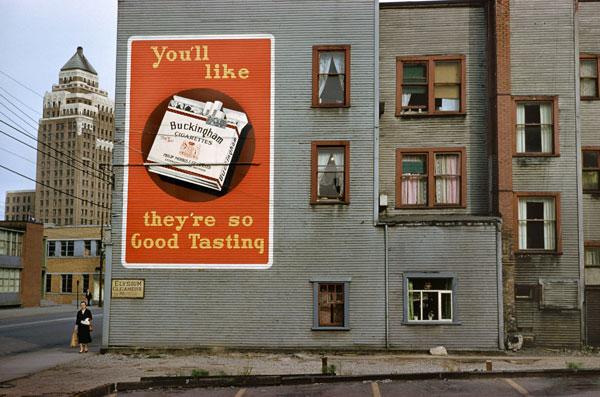 You'll
like
Buckingham
CIGARETTES
they're so
Good Tasting
ELYSIUM
CLEANERS